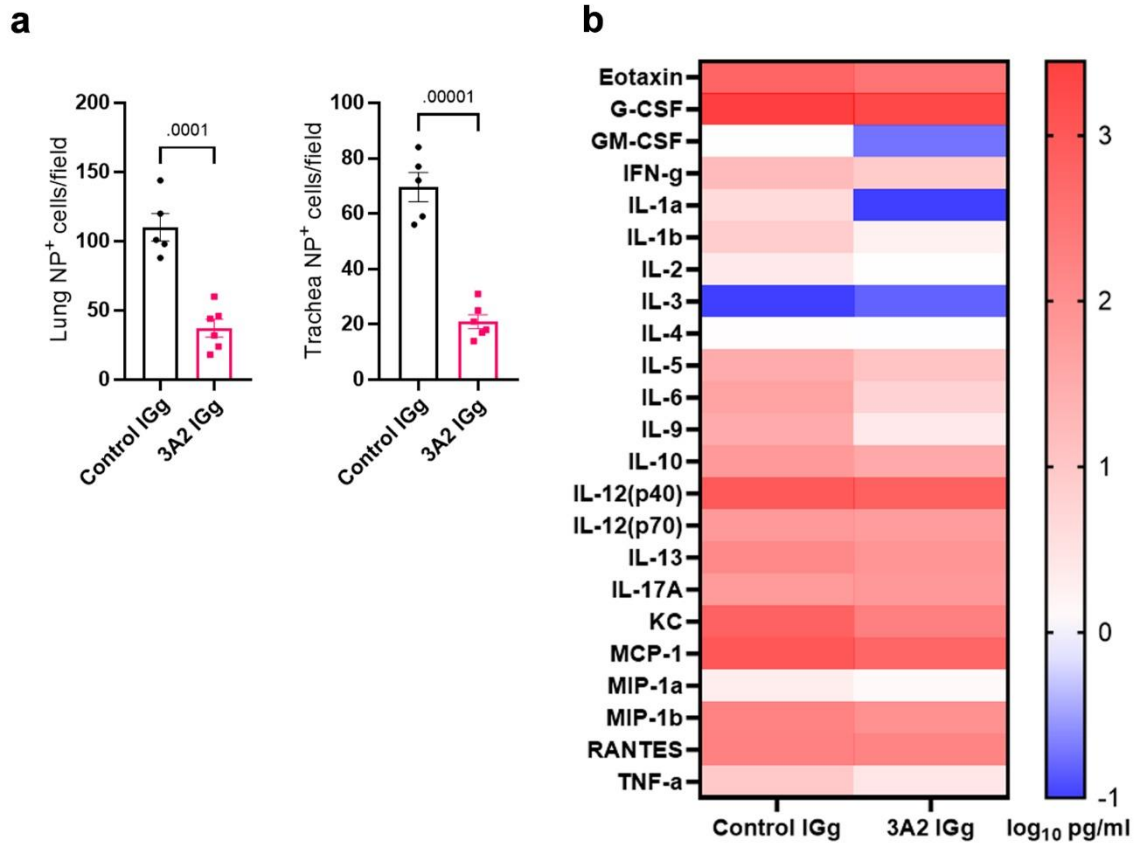 a
200
150
100
50
0
Lung NP+ cells/field
.0001
Control IGg
3A2 IGg
100
80
60
40
20
0
Trachea NP+ cells/field
.00001
Control IGg
3A2 IGg
b
Eotaxin
G-CSF
GM-CSF
IFN-g
IL-1a
IL-1b
IL-2
IL-3
IL-4
IL-5
IL-6
IL-9
IL-10
IL-12(p40)
IL-12(p70)
IL-13
IL-17A
KC
MCP-1
MIP-1a
MIP-1b
RANTES
TNF-a
Control IGg
3A2 IGg
3
2
1
0
-1
log10 pg/ml